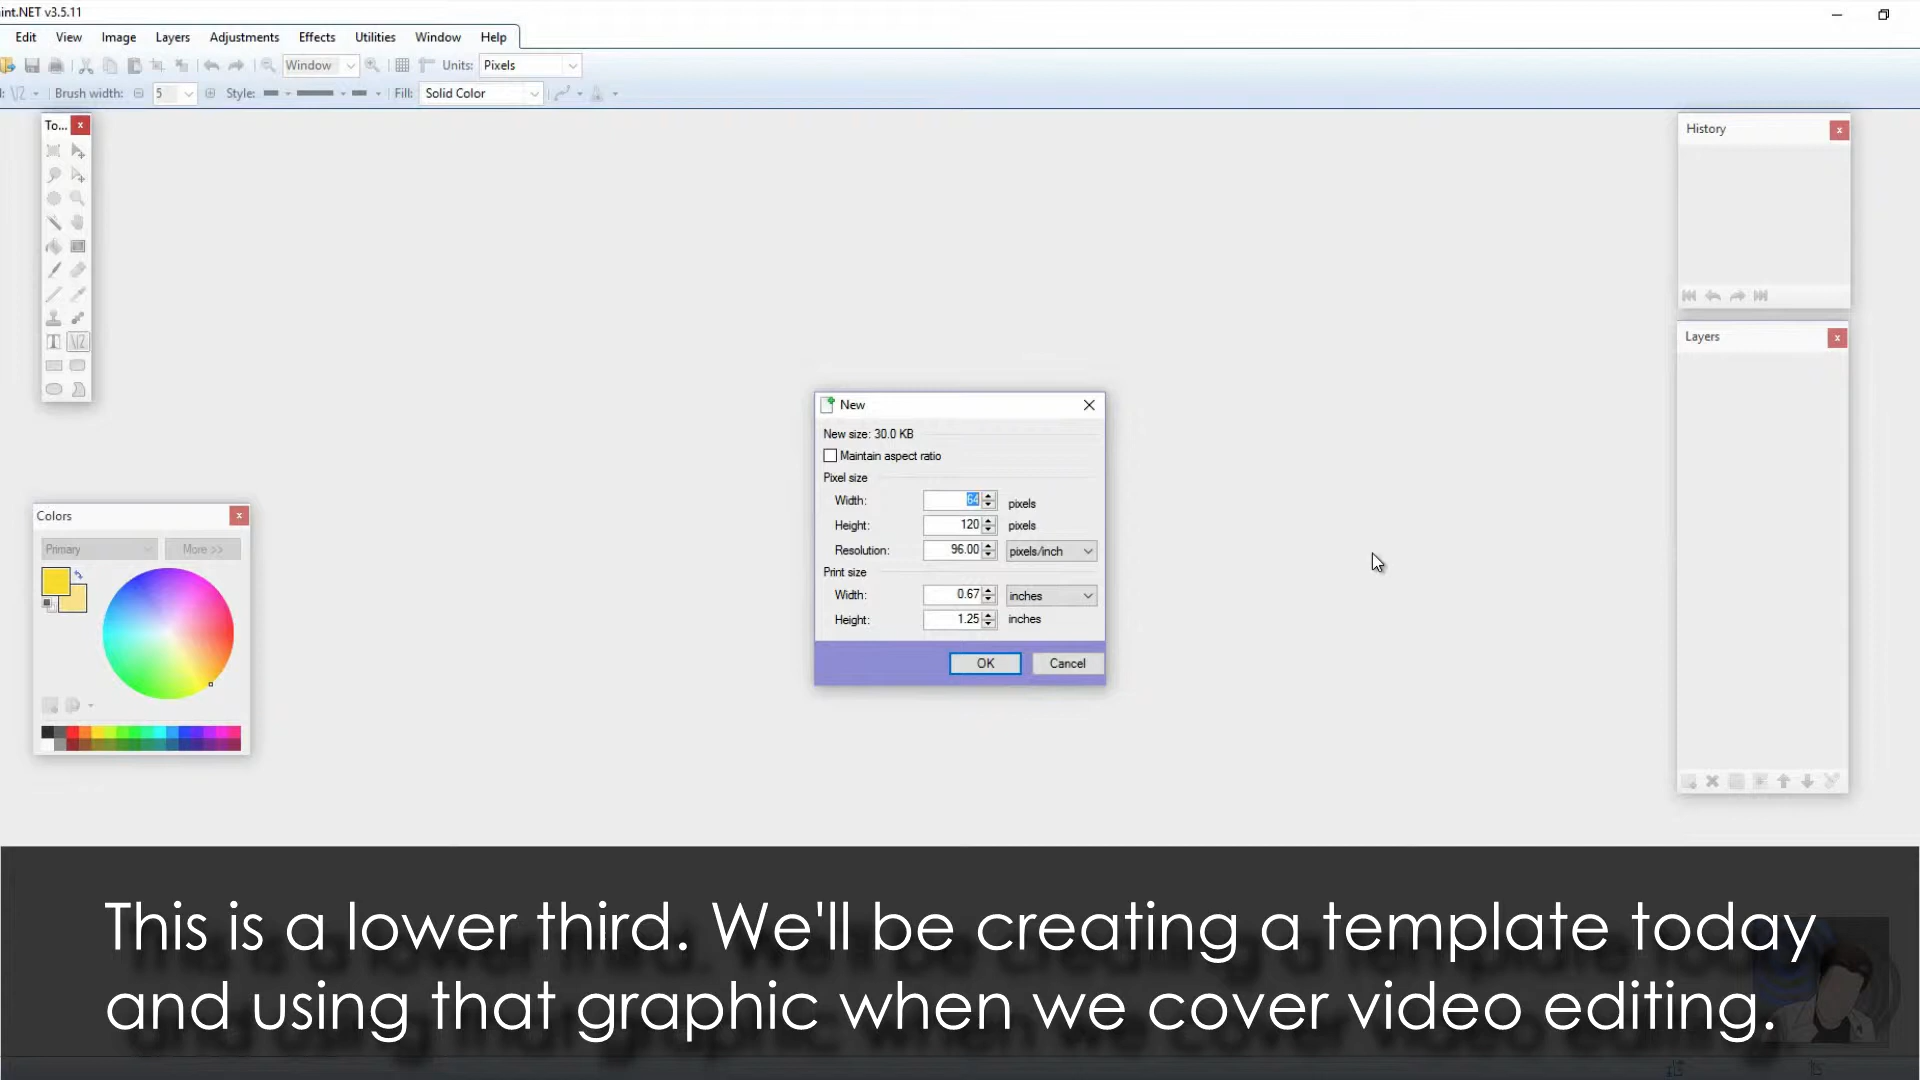 int.NET v3.5.11
Edit View Image Layers Adjustments Effects Utilities Window Help
Window Units: Pixels
Brush width: 5 Style: Fill: Solid Color
To...
History
Layers
Colors
Primary More >>
New
New size: 30.0 KB
Maintain aspect ratio
Pixel size
Width: 64 pixels
Height: 120 pixels
Resolution: 96.00 pixels/inch
Print size
Width: 0.67 inches
Height: 1.25 inches
OK Cancel
This is a lower third. We'll be creating a template today
and using that graphic when we cover video editing.